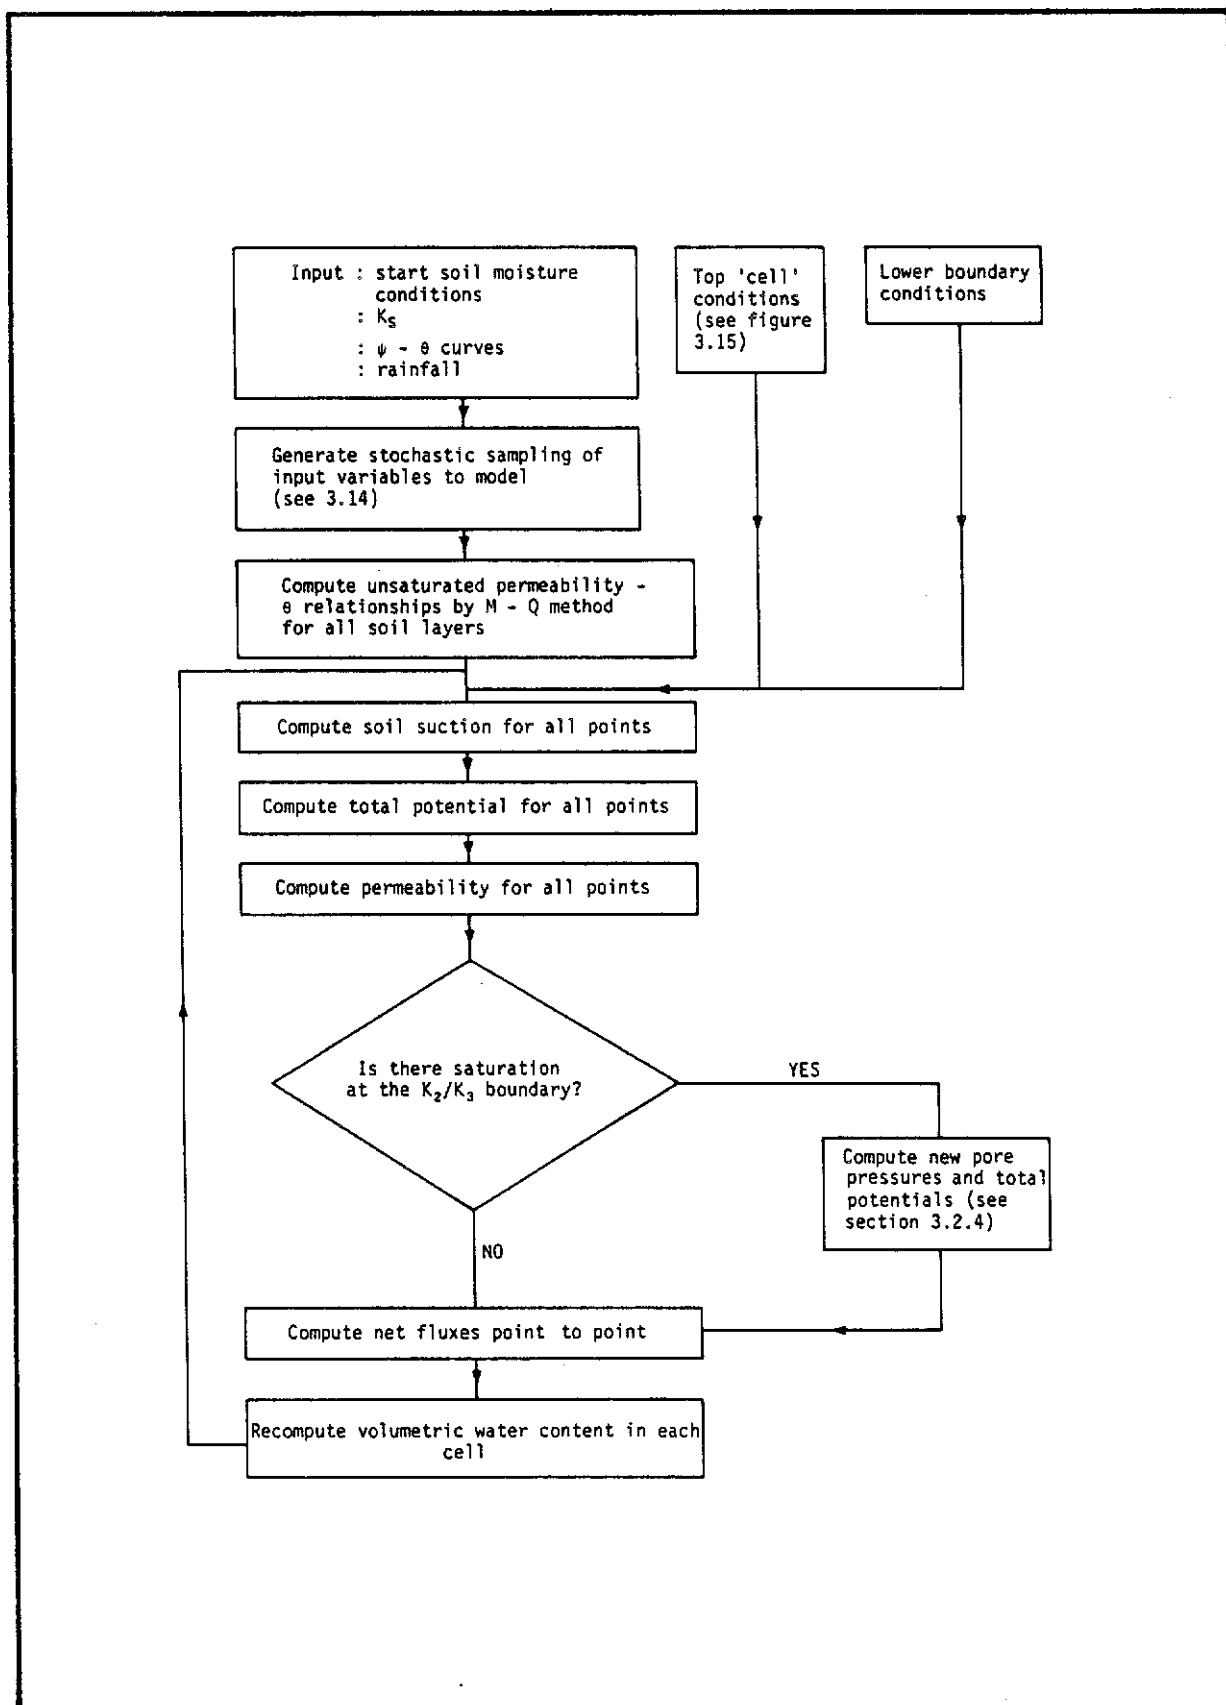 Input : start soil moisture
conditions
: Ks
: ψ - θ curves
: rainfall
Top 'cell'
conditions
(see figure
3.15)
Lower boundary
conditions
Generate stochastic sampling of
input variables to model
(see 3.14)
Compute unsaturated permeability -
θ relationships by M - Q method
for all soil layers
Compute soil suction for all points
Compute total potential for all points
Compute permeability for all points
Is there saturation
at the K₂/K₃ boundary?
YES
Compute new pore
pressures and total
potentials (see
section 3.2.4)
NO
Compute net fluxes point to point
Recompute volumetric water content in each
cell